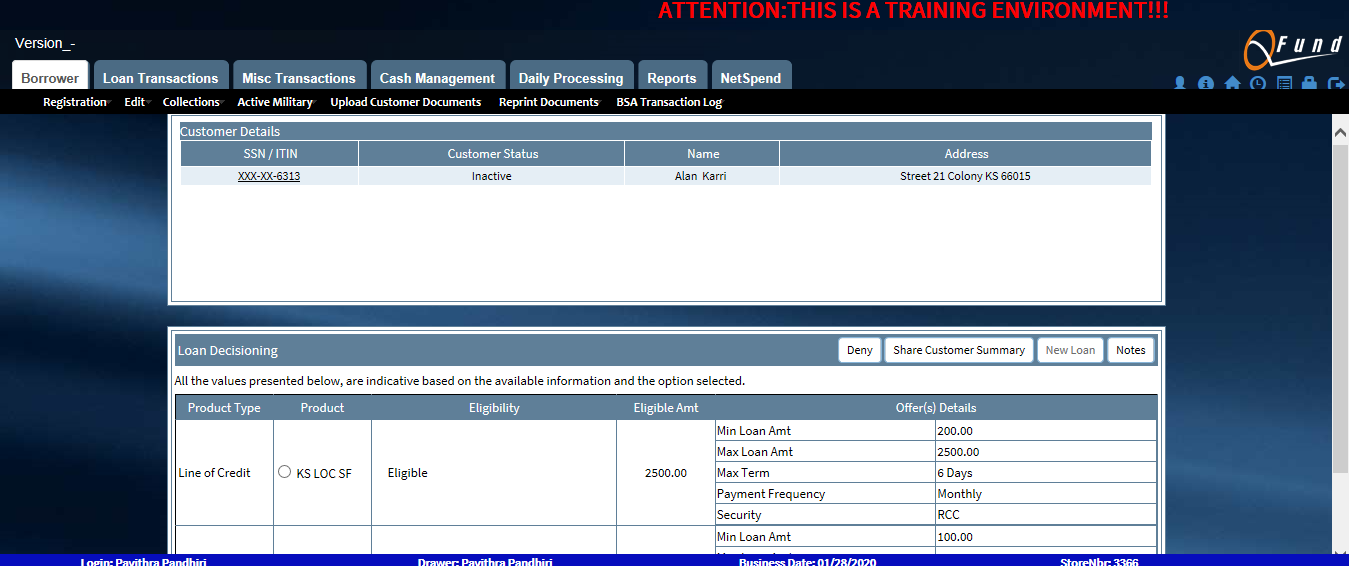 ATTENTION:THIS IS A TRAINING ENVIRONMENT!!!
Version_-
QFund
Borrower Loan Transactions Misc Transactions Cash Management Daily Processing Reports NetSpend
Registration Edit Collections Active Military Upload Customer Documents Reprint Documents BSA Transaction Log
Customer Details
SSN / ITIN Customer Status Name Address
XXX-XX-6313 Inactive Alan Karri Street 21 Colony KS 66015
Loan Decisioning Deny Share Customer Summary New Loan Notes
All the values presented below, are indicative based on the available information and the option selected.
Product Type Product Eligibility Eligible Amt Offer(s) Details
Min Loan Amt 200.00
Max Loan Amt 2500.00
Line of Credit KS LOC SF Eligible 2500.00 Max Term 6 Days
Payment Frequency Monthly
Security RCC
Min Loan Amt 100.00
Login: Pavithra Pandhiri Drawer: Pavithra Pandhiri Business Date: 01/28/2020 StoreNbr: 3366